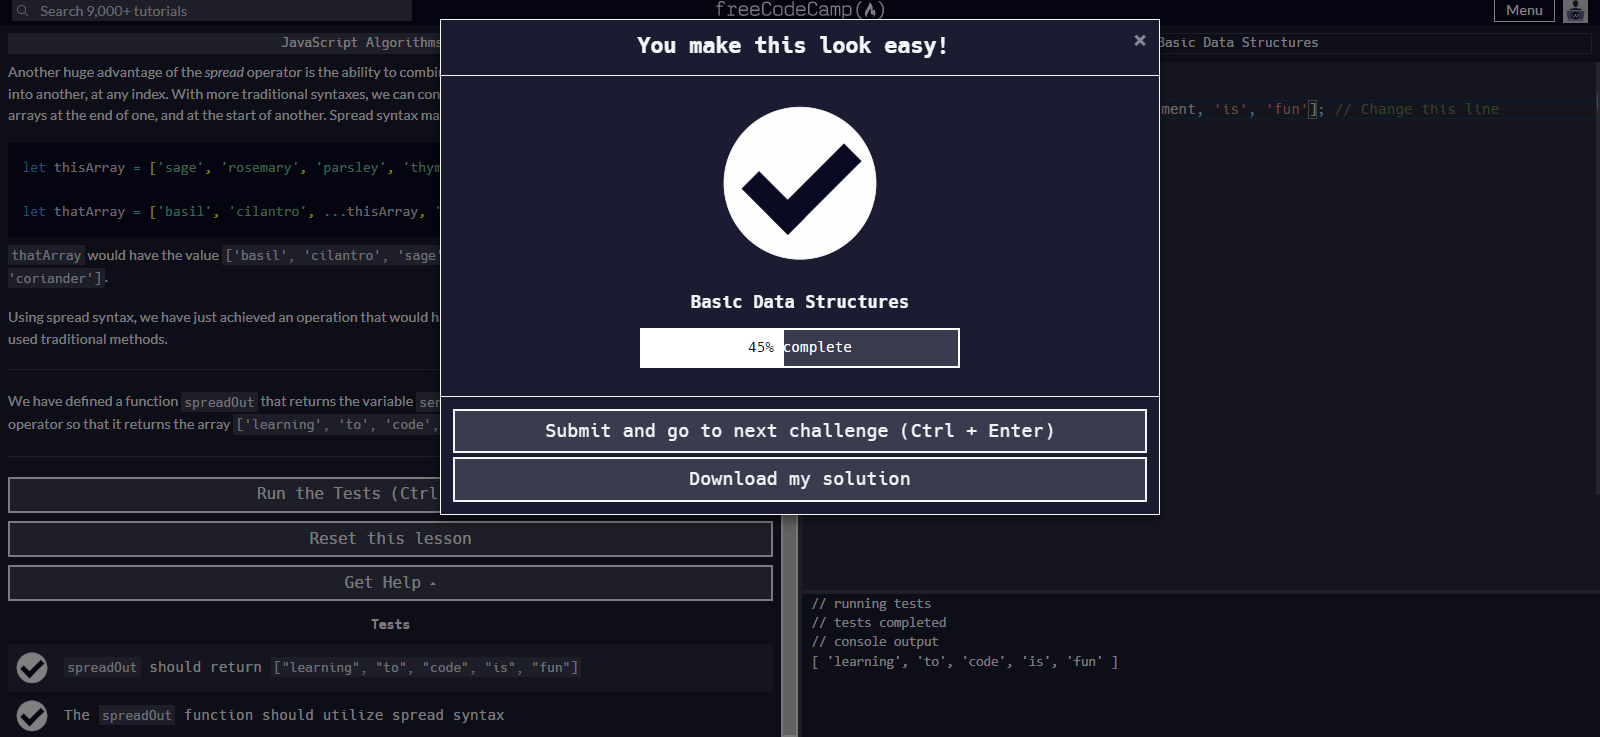 Search 9,000+ tutorials
freeCodeCamp
Menu
JavaScript Algorithms
Basic Data Structures
Another huge advantage of the spread operator is the ability to
into another, at any index. With more traditional syntaxes, we can
arrays at the end of one, and at the start of another. Spread syntax
let thisArray = ['sage', 'rosemary', 'parsley',
let thatArray = ['basil', 'cilantro', ...thisArray, '
thatArray would have the value ['basil', 'cilantro', 'sage'
'coriander'].
Using spread syntax, we have just achieved an operation that would
used traditional methods.
We have defined a function spreadOut that returns the variable
operator so that it returns the array ['learning', 'to', 'code',
Run the Tests (Ctrl
Reset this lesson
Get Help
Tests
spreadOut should return ["learning", "to", "code", "is", "fun"]
The spreadOut function should utilize spread syntax
You make this look easy!
×
Basic Data Structures
45% complete
Submit and go to next challenge (Ctrl + Enter)
Download my solution
, 'is', 'fun']; // Change this line
// running tests
// tests completed
// console output
[ 'learning', 'to', 'code', 'is', 'fun' ]